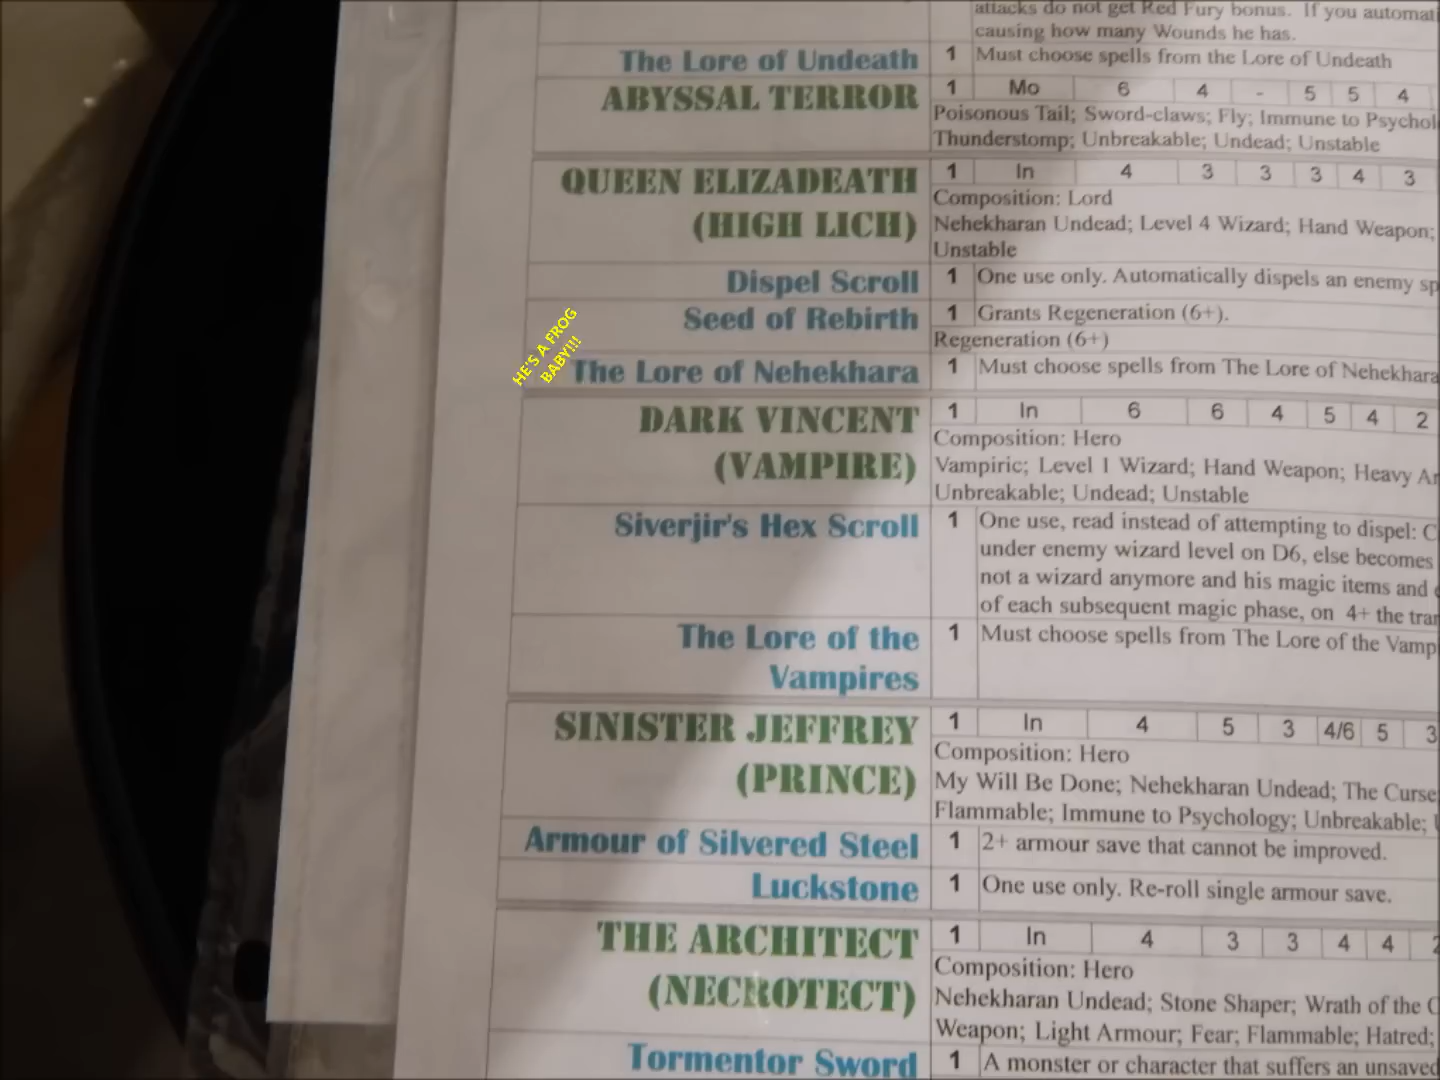 attacks do not get Red Fury bonus. If you
causing how many Wounds he has.
The Lore of Undeath 1 Must choose spells from the Lore of Undeath
ABYSSAL TERROR 1 Mo 6 4 - 5 5 4
Poisonous Tail; Sword-claws; Fly; Immune to
Thunderstomp; Unbreakable; Undead; Unstable
QUEEN ELIZADEATH 1 In 4 3 3 3 4 3
(HIGH LICH)
Composition: Lord
Nehekharan Undead; Level 4 Wizard; Hand Weapon;
Unstable
Dispel Scroll 1 One use only. Automatically dispels an enemy
Seed of Rebirth 1 Grants Regeneration (6+).
Regeneration (6+)
HE'S A FROG
BABY!!!
The Lore of Nehekhara 1 Must choose spells from The Lore of Nehekhara
DARK VINCENT 1 In 6 6 4 5 4 2
(VAMPIRE)
Composition: Hero
Vampiric; Level 1 Wizard; Hand Weapon; Heavy
Unbreakable; Undead; Unstable
Siverjir's Hex Scroll 1 One use, read instead of attempting to dispel:
under enemy wizard level on D6, else becomes
not a wizard anymore and his magic items and
of each subsequent magic phase, on 4+ the
The Lore of the 1 Must choose spells from The Lore of the
Vampires
SINISTER JEFFREY 1 In 4 5 3 4/6 5 3
(PRINCE)
Composition: Hero
My Will Be Done; Nehekharan Undead; The Curse
Flammable; Immune to Psychology; Unbreakable;
Armour of Silvered Steel 1 2+ armour save that cannot be improved.
Luckstone 1 One use only. Re-roll single armour save.
THE ARCHITECT 1 In 4 3 3 4 4 2
(NECROTECT)
Composition: Hero
Nehekharan Undead; Stone Shaper; Wrath of the
Weapon; Light Armour; Fear; Flammable; Hatred;
Tormentor Sword 1 A monster or character that suffers an unsaved